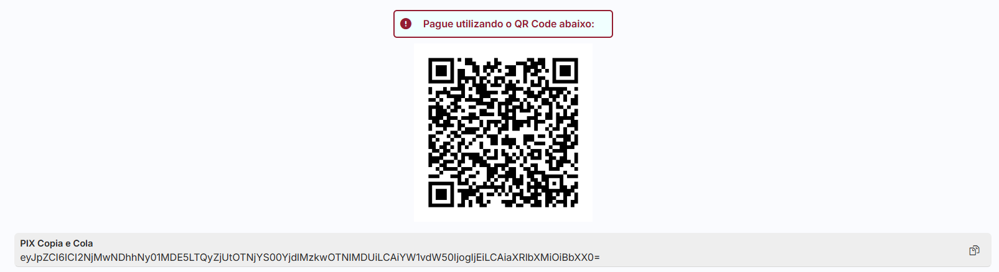 Pague utilizando o QR Code abaixo:
PIX Copia e Cola
eyJpZCI6ICI2NjMwNDhhNy01MDE5LTQyZjUtOTNjYS00YjdlMzkwOTNlMDUiLCAiYW1vdW50IjogIjEiLCAiaXRlbXMiOiBbXX0=